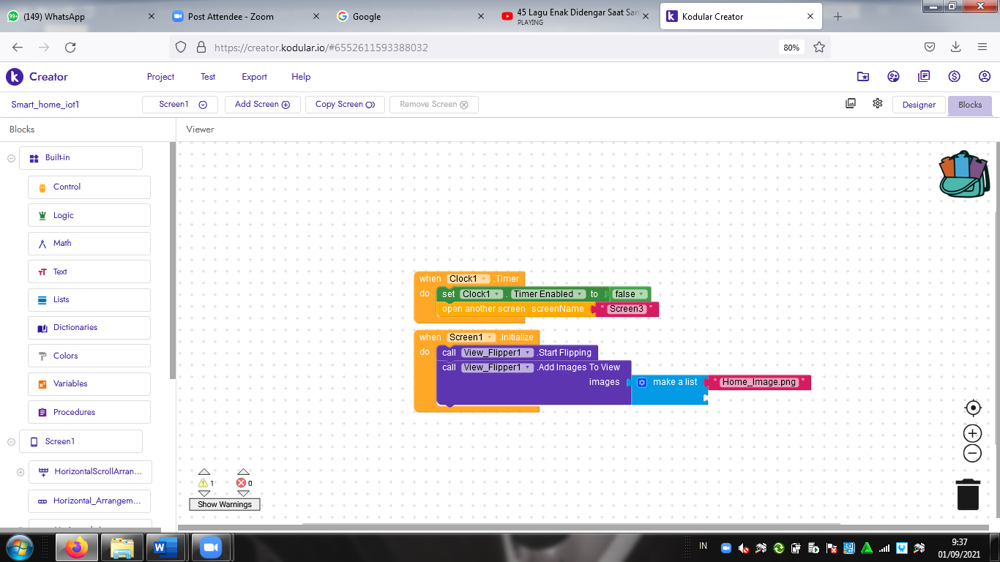 (149) WhatsApp
Post Attendee - Zoom
Google
45 Lagu Enak Didengar Saat San
PLAYING
Kodular Creator
https://creator.kodular.io/#6552611593388032
80%
Creator
Project
Test
Export
Help
Smart_home_iot1
Screen1
Add Screen
Copy Screen
Remove Screen
Designer
Blocks
Blocks
Viewer
Built-in
Control
Logic
Math
Text
Lists
Dictionaries
Colors
Variables
Procedures
Screen1
HorizontalScrollArran...
Horizontal_Arrangem...
when Clock1 .Timer
do set Clock1 . Timer Enabled to false
open another screen screenName " Screen3 "
when Screen1 .Initialize
do call View_Flipper1 .Start Flipping
call View_Flipper1 .Add Images To View
images make a list " Home_Image.png "
1 0
Show Warnings
IN
9:37
01/09/2021